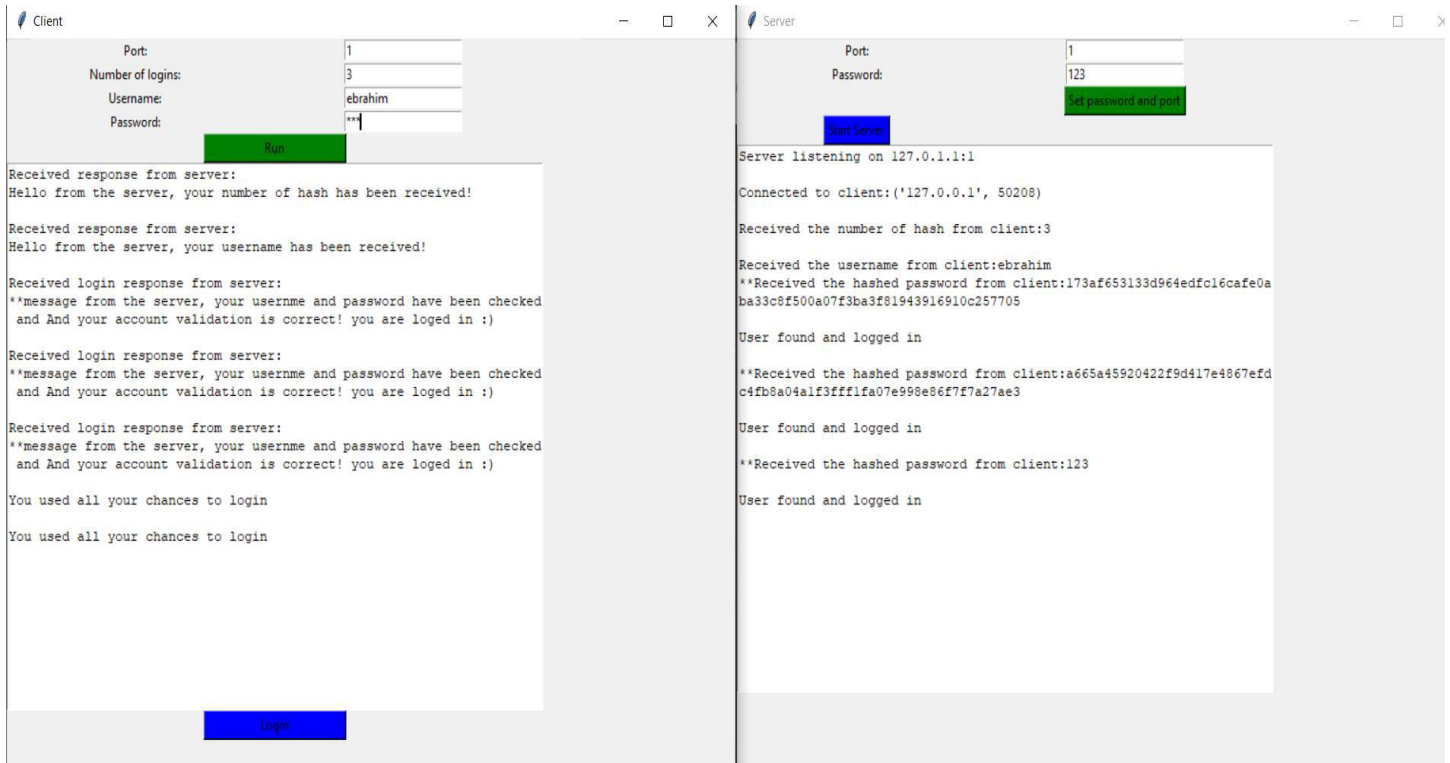 Client
Port:
1
Number of logins:
3
Username:
ebrahim
Password:
***
Run
Received response from server:
Hello from the server, your number of hash has been received!
Received response from server:
Hello from the server, your username has been received!
Received login response from server:
**message from the server, your usernme and password have been checked
and And your account validation is correct! you are loged in :)
Received login response from server:
**message from the server, your usernme and password have been checked
and And your account validation is correct! you are loged in :)
Received login response from server:
**message from the server, your usernme and password have been checked
and And your account validation is correct! you are loged in :)
You used all your chances to login
You used all your chances to login
Login
Server
Port:
1
Password:
123
Set password and port
Start Server
Server listening on 127.0.1.1:1
Connected to client:('127.0.0.1', 50208)
Received the number of hash from client:3
Received the username from client:ebrahim
**Received the hashed password from client:173af653133d964edfc16cafe0a
ba33c8f500a07f3ba3f81943916910c257705
User found and logged in
**Received the hashed password from client:a665a45920422f9d417e4867efd
c4fb8a04a1f3fff1fa07e998e86f7f7a27ae3
User found and logged in
**Received the hashed password from client:123
User found and logged in